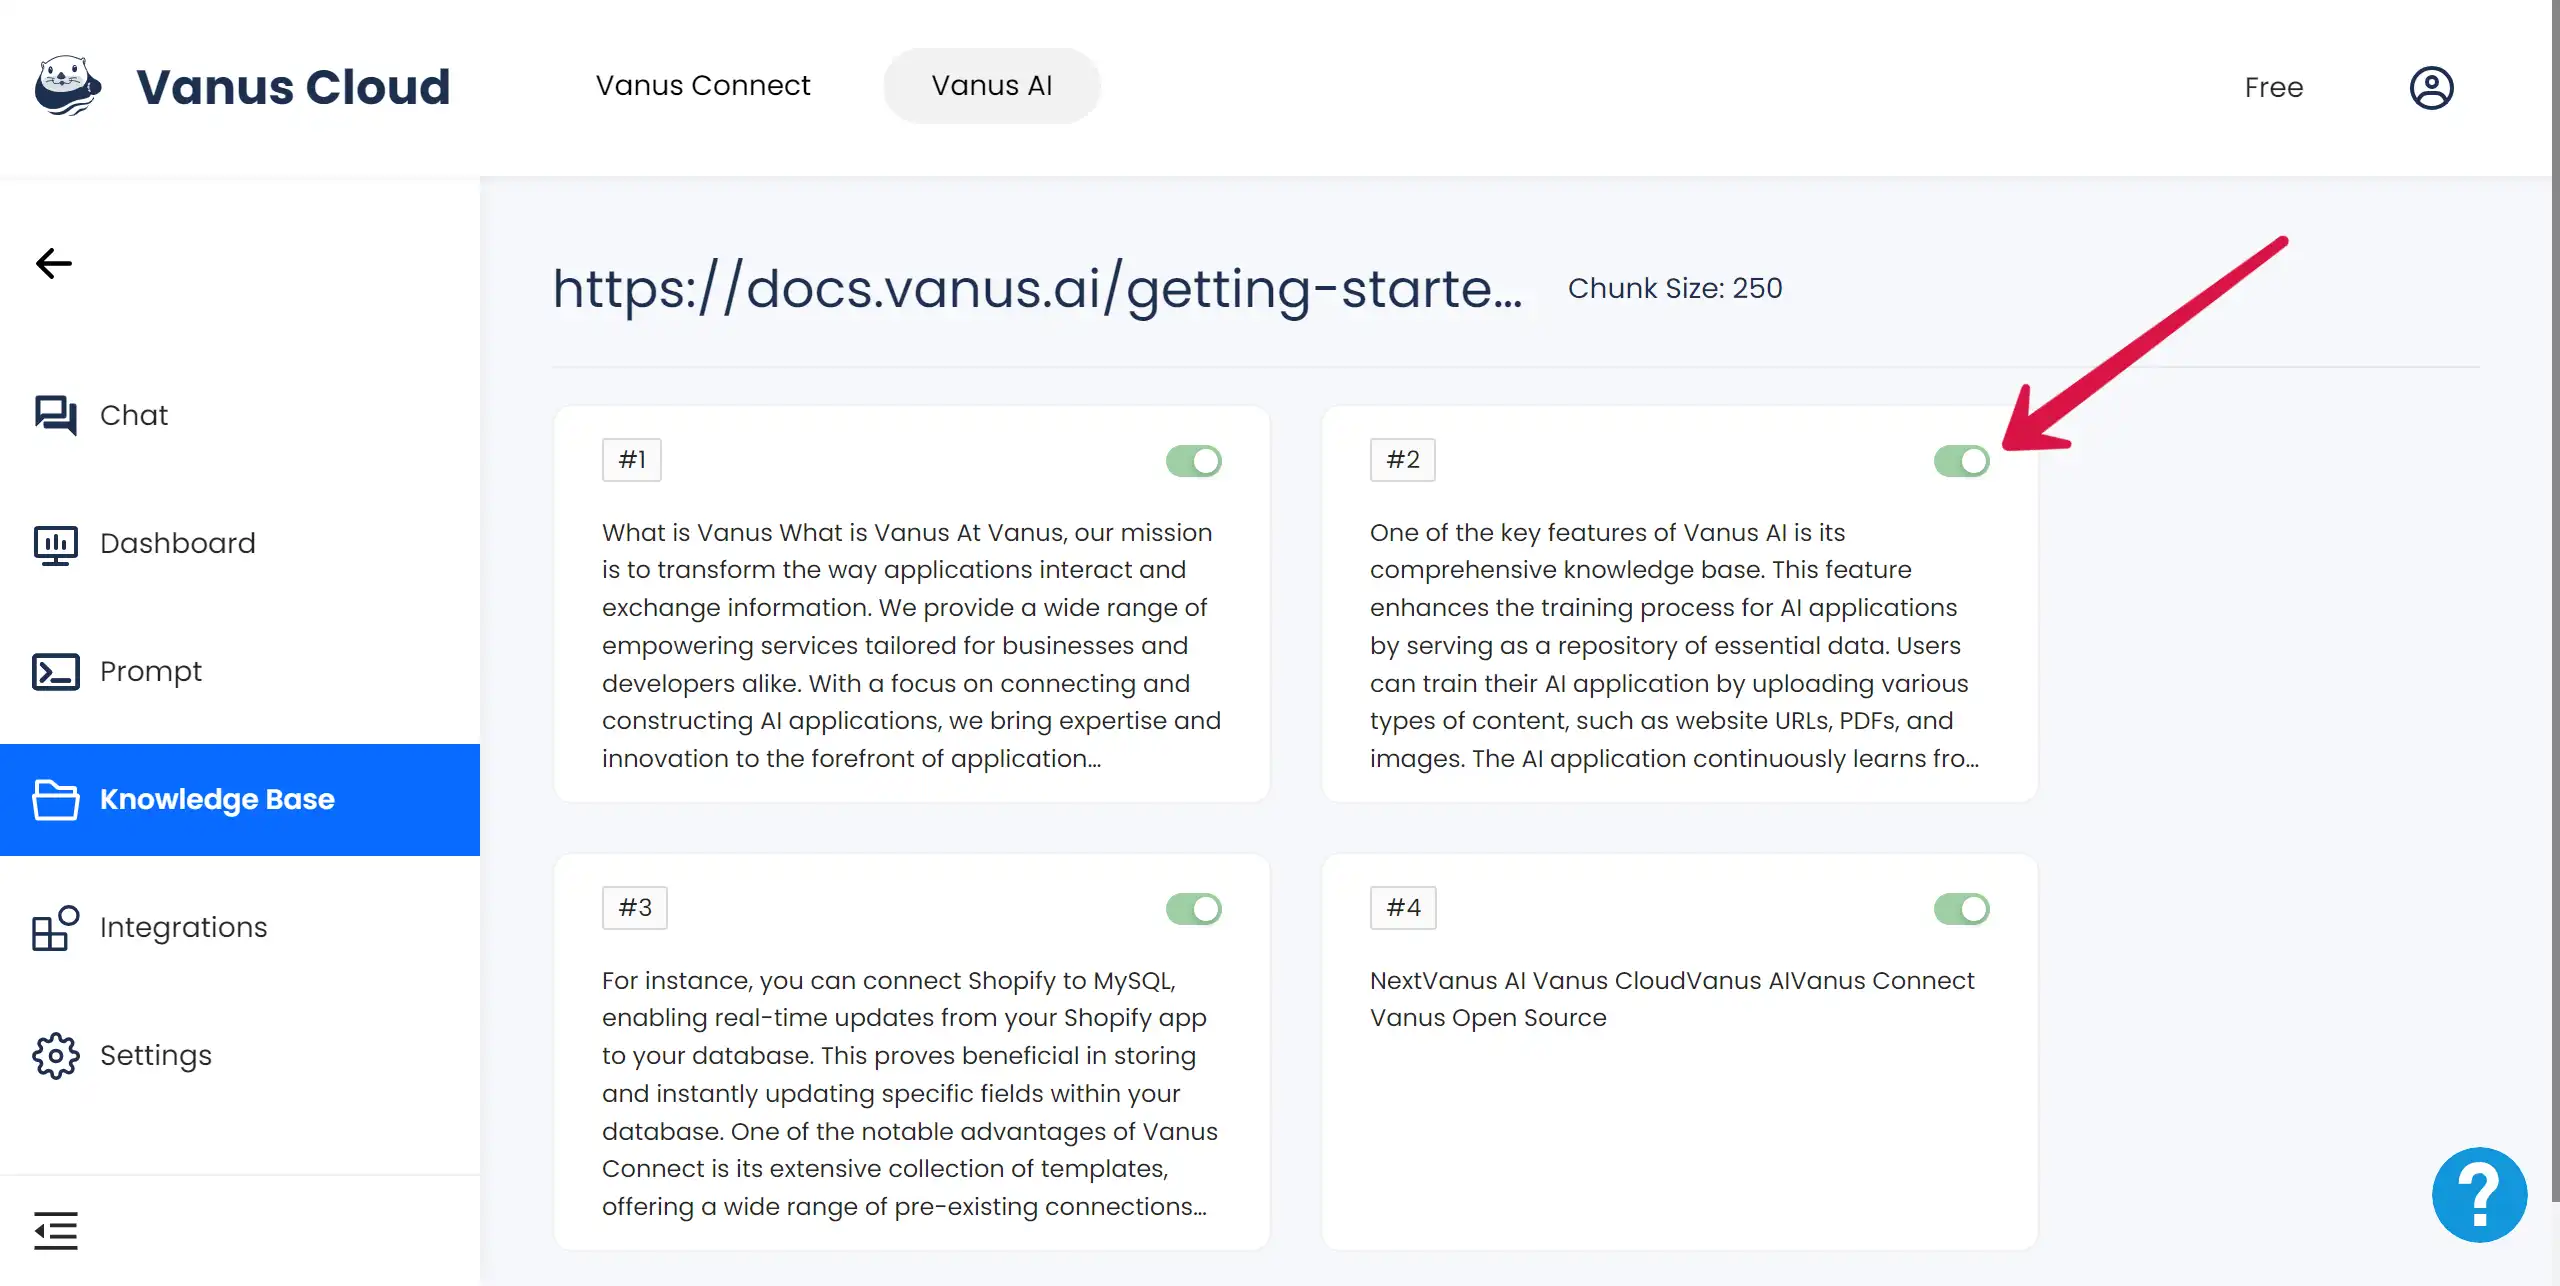 Vanus Cloud
Vanus Connect
Vanus AI
Free
Chat
Dashboard
Prompt
Knowledge Base
Integrations
Settings
https://docs.vanus.ai/getting-starte...
Chunk Size: 250
#1
What is Vanus What is Vanus At Vanus, our mission
is to transform the way applications interact and
exchange information. We provide a wide range of
empowering services tailored for businesses and
developers alike. With a focus on connecting and
constructing AI applications, we bring expertise and
innovation to the forefront of application...
#2
One of the key features of Vanus AI is its
comprehensive knowledge base. This feature
enhances the training process for AI applications
by serving as a repository of essential data. Users
can train their AI application by uploading various
types of content, such as website URLs, PDFs, and
images. The AI application continuously learns fro...
#3
For instance, you can connect Shopify to MySQL,
enabling real-time updates from your Shopify app
to your database. This proves beneficial in storing
and instantly updating specific fields within your
database. One of the notable advantages of Vanus
Connect is its extensive collection of templates,
offering a wide range of pre-existing connections...
#4
NextVanus AI Vanus CloudVanus AIVanus Connect
Vanus Open Source
?